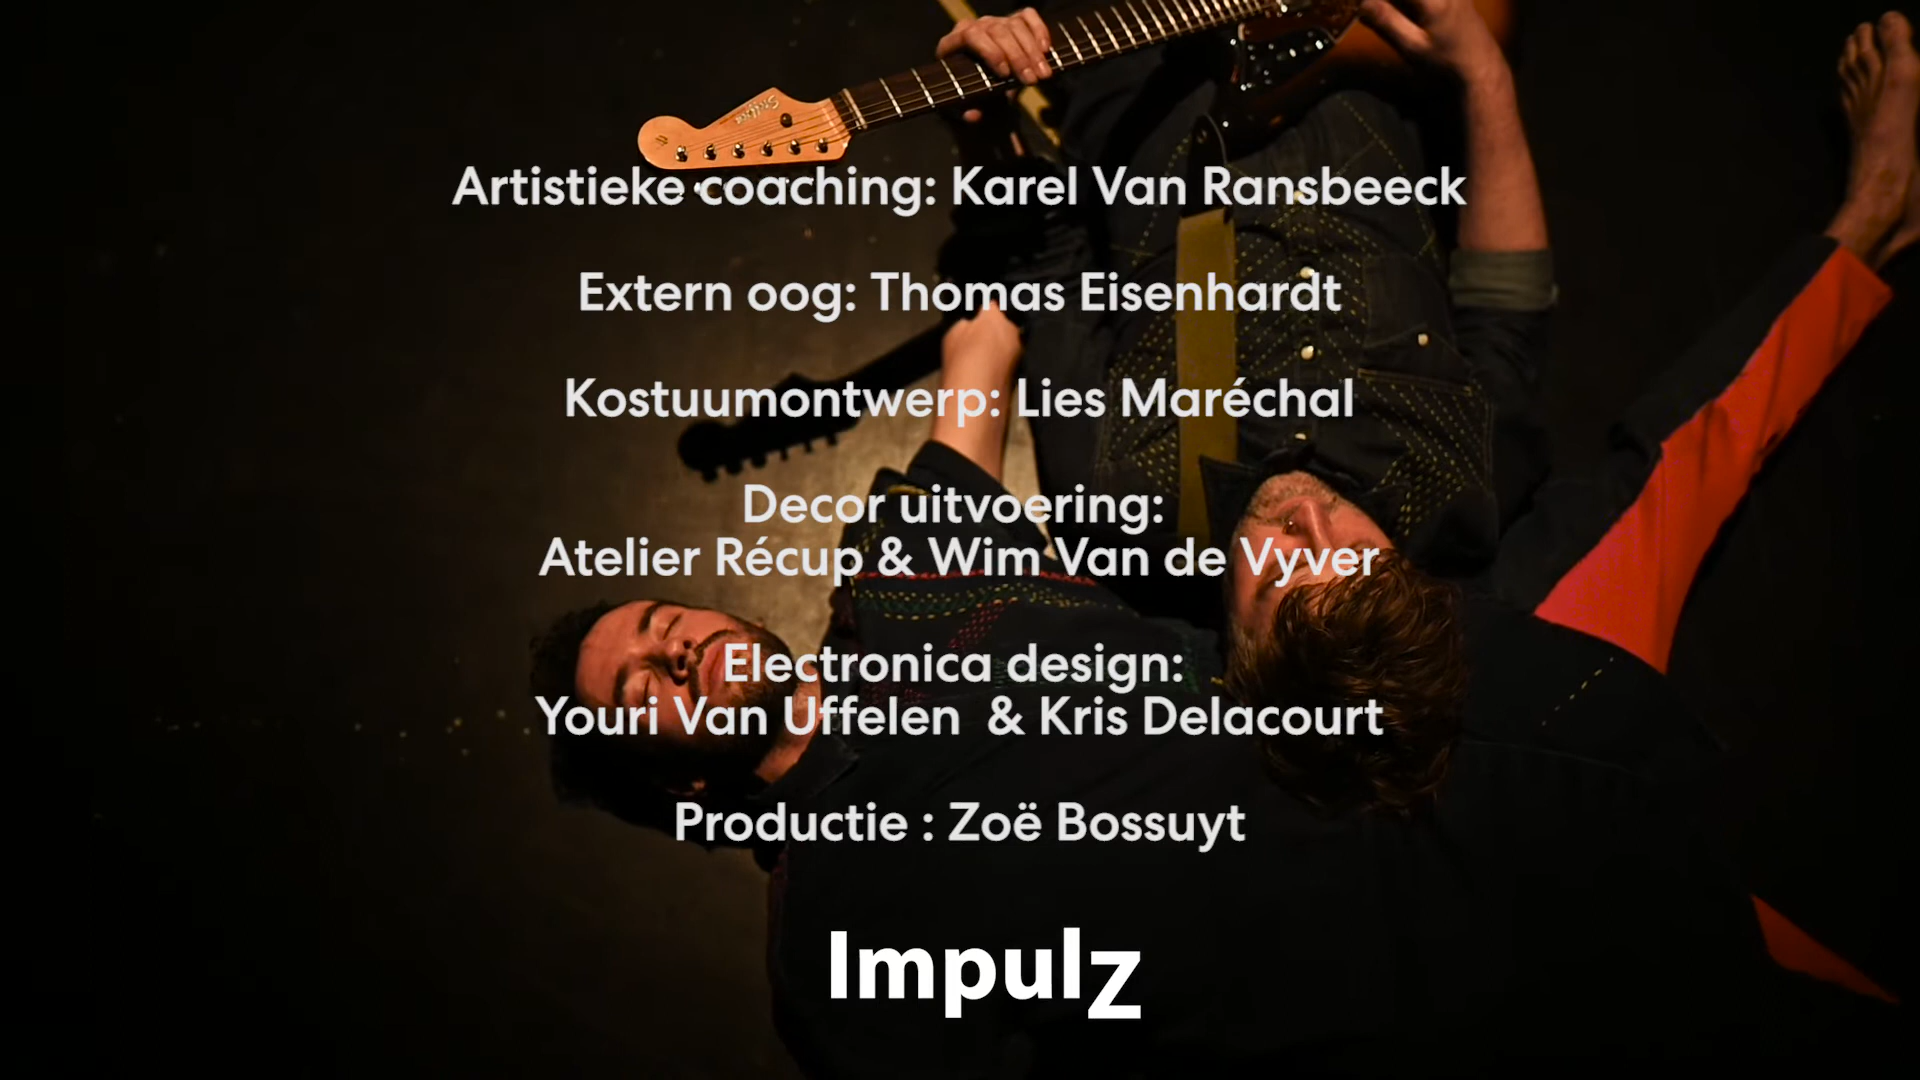 Artistieke coaching: Karel Van Ransbeeck
Extern oog: Thomas Eisenhardt
Kostuumontwerp: Lies Maréchal
Decor uitvoering:
Atelier Récup & Wim Van de Vyver
Electronica design:
Youri Van Uffelen & Kris Delacourt
Productie : Zoë Bossuyt
Impulz